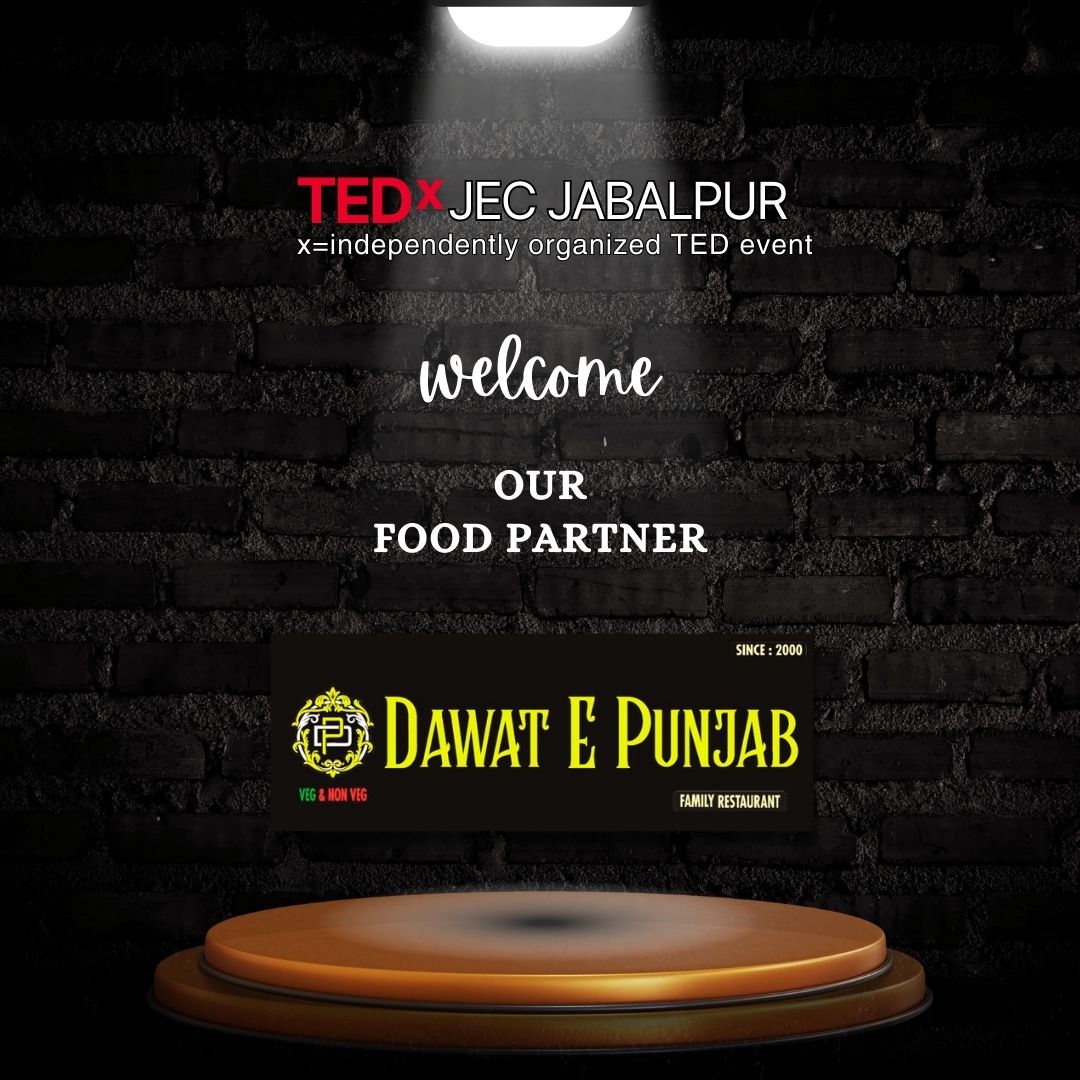 TEDx JEC JABALPUR
x=independently organized TED event
welcome
OUR
FOOD PARTNER
SINCE : 2000
DAWAT E PUNJAB
VEG & NON VEG
FAMILY RESTAURANT